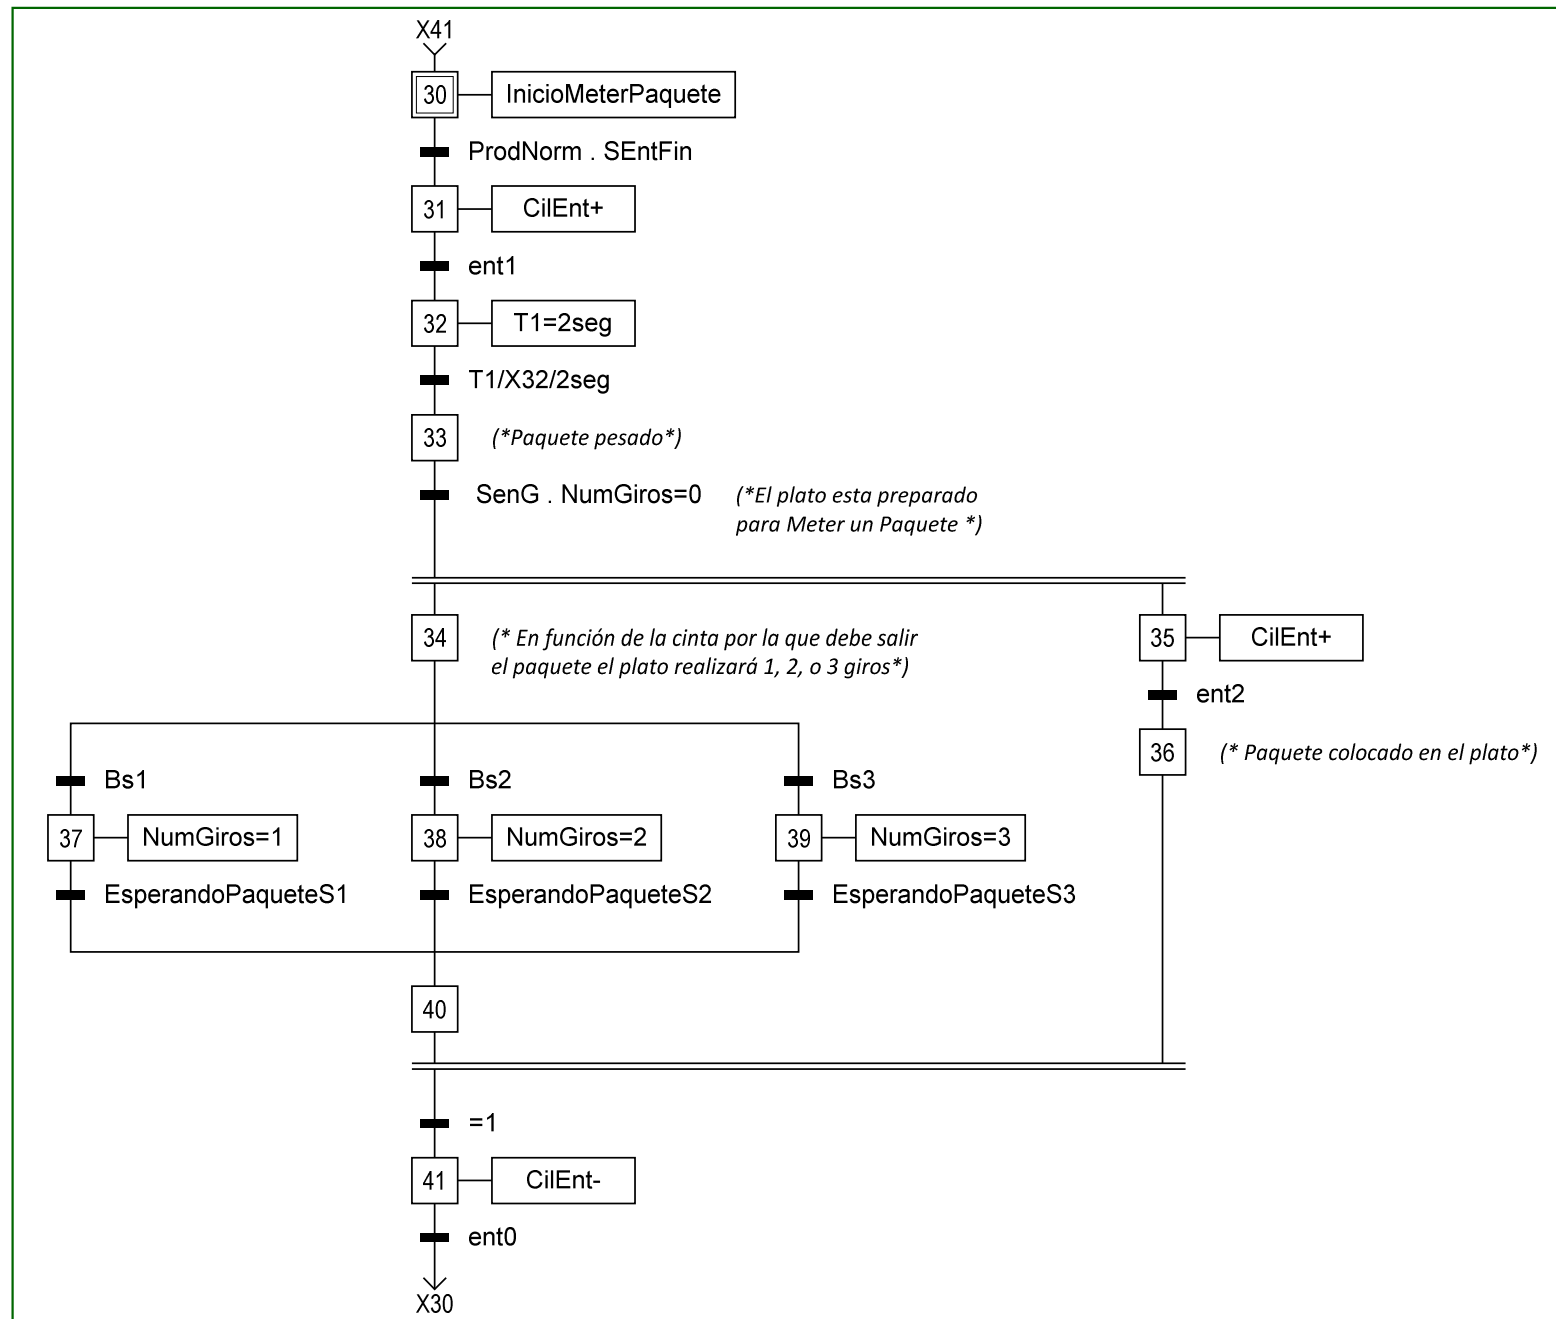 X41
30
InicioMeterPaquete
ProdNorm . SEntFin
31
CilEnt+
ent1
32
T1=2seg
T1/X32/2seg
33
(*Paquete pesado*)
SenG . NumGiros=0
(*El plato esta preparado
para Meter un Paquete *)
34
(* En función de la cinta por la que debe salir
el paquete el plato realizará 1, 2, o 3 giros*)
35
CilEnt+
ent2
36
(* Paquete colocado en el plato*)
Bs1
Bs2
Bs3
37
NumGiros=1
38
NumGiros=2
39
NumGiros=3
EsperandoPaqueteS1
EsperandoPaqueteS2
EsperandoPaqueteS3
40
=1
41
CilEnt-
ent0
X30